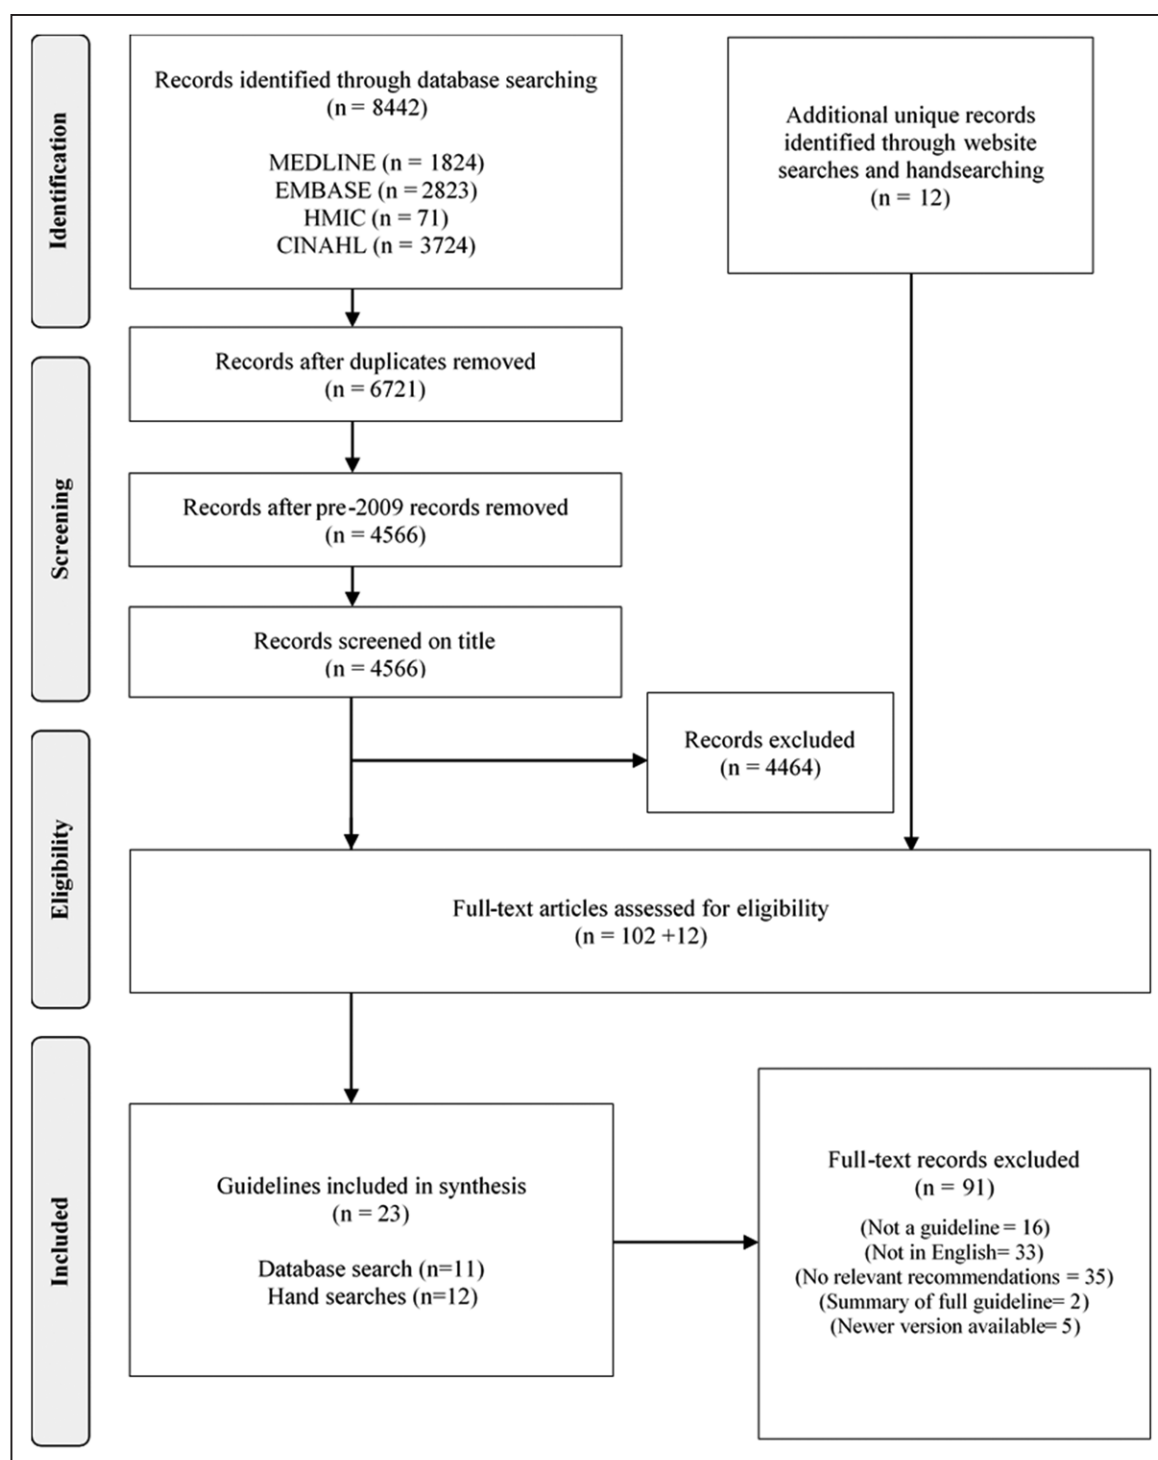 Identification
Records identified through database searching
(n = 8442)
MEDLINE (n = 1824)
EMBASE (n = 2823)
HMIC (n = 71)
CINAHL (n = 3724)
Additional unique records
identified through website
searches and handsearching
(n = 12)
Screening
Records after duplicates removed
(n = 6721)
Records after pre-2009 records removed
(n = 4566)
Records screened on title
(n = 4566)
Records excluded
(n = 4464)
Eligibility
Full-text articles assessed for eligibility
(n = 102 +12)
Included
Guidelines included in synthesis
(n = 23)
Database search (n=11)
Hand searches (n=12)
Full-text records excluded
(n = 91)
(Not a guideline = 16)
(Not in English= 33)
(No relevant recommendations = 35)
(Summary of full guideline= 2)
(Newer version available= 5)